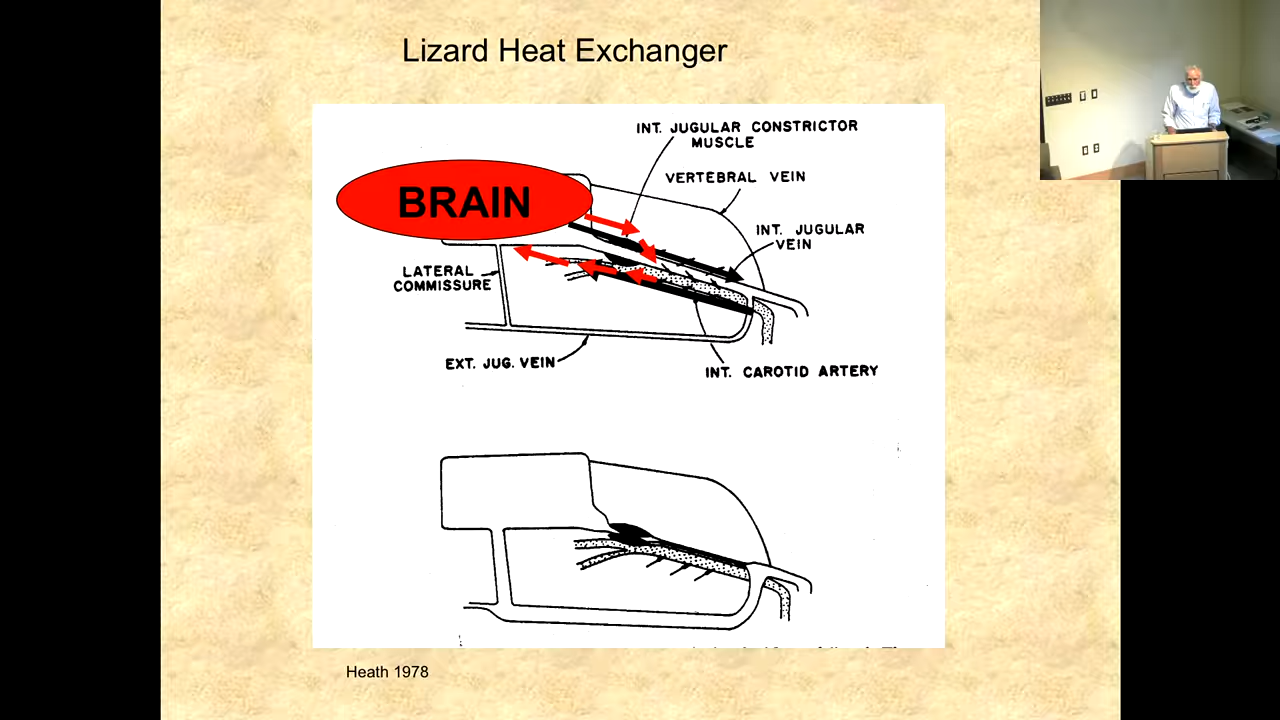 Lizard Heat Exchanger
INT. JUGULAR CONSTRICTOR
MUSCLE
VERTEBRAL VEIN
BRAIN
INT. JUGULAR
VEIN
LATERAL
COMMISSURE
EXT. JUG. VEIN
INT. CAROTID ARTERY
Heath 1978